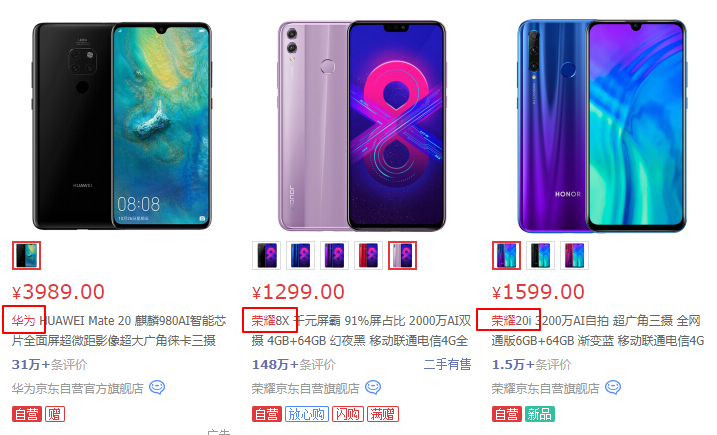 HUAWEI
08:08
honor
HONOR
¥3989.00
华为 HUAWEI Mate 20 麒麟980AI智能芯
片全面屏超微距影像超大广角徕卡三摄
31万+条评价
华为京东自营官方旗舰店
自营 赠
广告
¥1299.00
荣耀8X 千元屏霸 91%屏占比 2000万AI双
摄 4GB+64GB 幻夜黑 移动联通电信4G全
148万+条评价 二手有售
荣耀京东自营旗舰店
自营 放心购 闪购 满赠
¥1599.00
荣耀20i 3200万AI自拍 超广角三摄 全网
通版6GB+64GB 渐变蓝 移动联通电信4G
1.5万+条评价
荣耀京东自营旗舰店
自营 新品